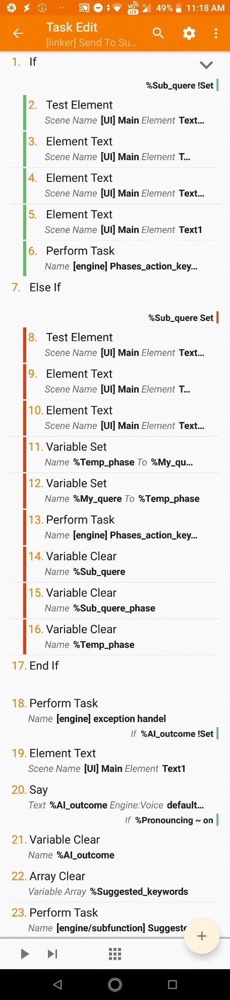 49% 11:18 AM
VO LTE
Task Edit
[linker] Send To Su...
1. If
%Sub_quere !Set
2. Test Element
Scene Name [UI] Main Element Text...
3. Element Text
Scene Name [UI] Main Element T...
4. Element Text
Scene Name [UI] Main Element Text...
5. Element Text
Scene Name [UI] Main Element Text1
6. Perform Task
Name [engine] Phases_action_key...
7. Else If
%Sub_quere Set
8. Test Element
Scene Name [UI] Main Element Text...
9. Element Text
Scene Name [UI] Main Element T...
10. Element Text
Scene Name [UI] Main Element Text...
11. Variable Set
Name %Temp_phase To %My_qu...
12. Variable Set
Name %My_quere To %Temp_phase
13. Perform Task
Name [engine] Phases_action_key...
14. Variable Clear
Name %Sub_quere
15. Variable Clear
Name %Sub_quere_phase
16. Variable Clear
Name %Temp_phase
17. End If
18. Perform Task
Name [engine] exception handel
If %AI_outcome !Set
19. Element Text
Scene Name [UI] Main Element Text1
20. Say
Text %AI_outcome Engine:Voice default...
If %Pronouncing ~ on
21. Variable Clear
Name %AI_outcome
22. Array Clear
Variable Array %Suggested_keywords
23. Perform Task
Name [engine/subfunction] Suggeste